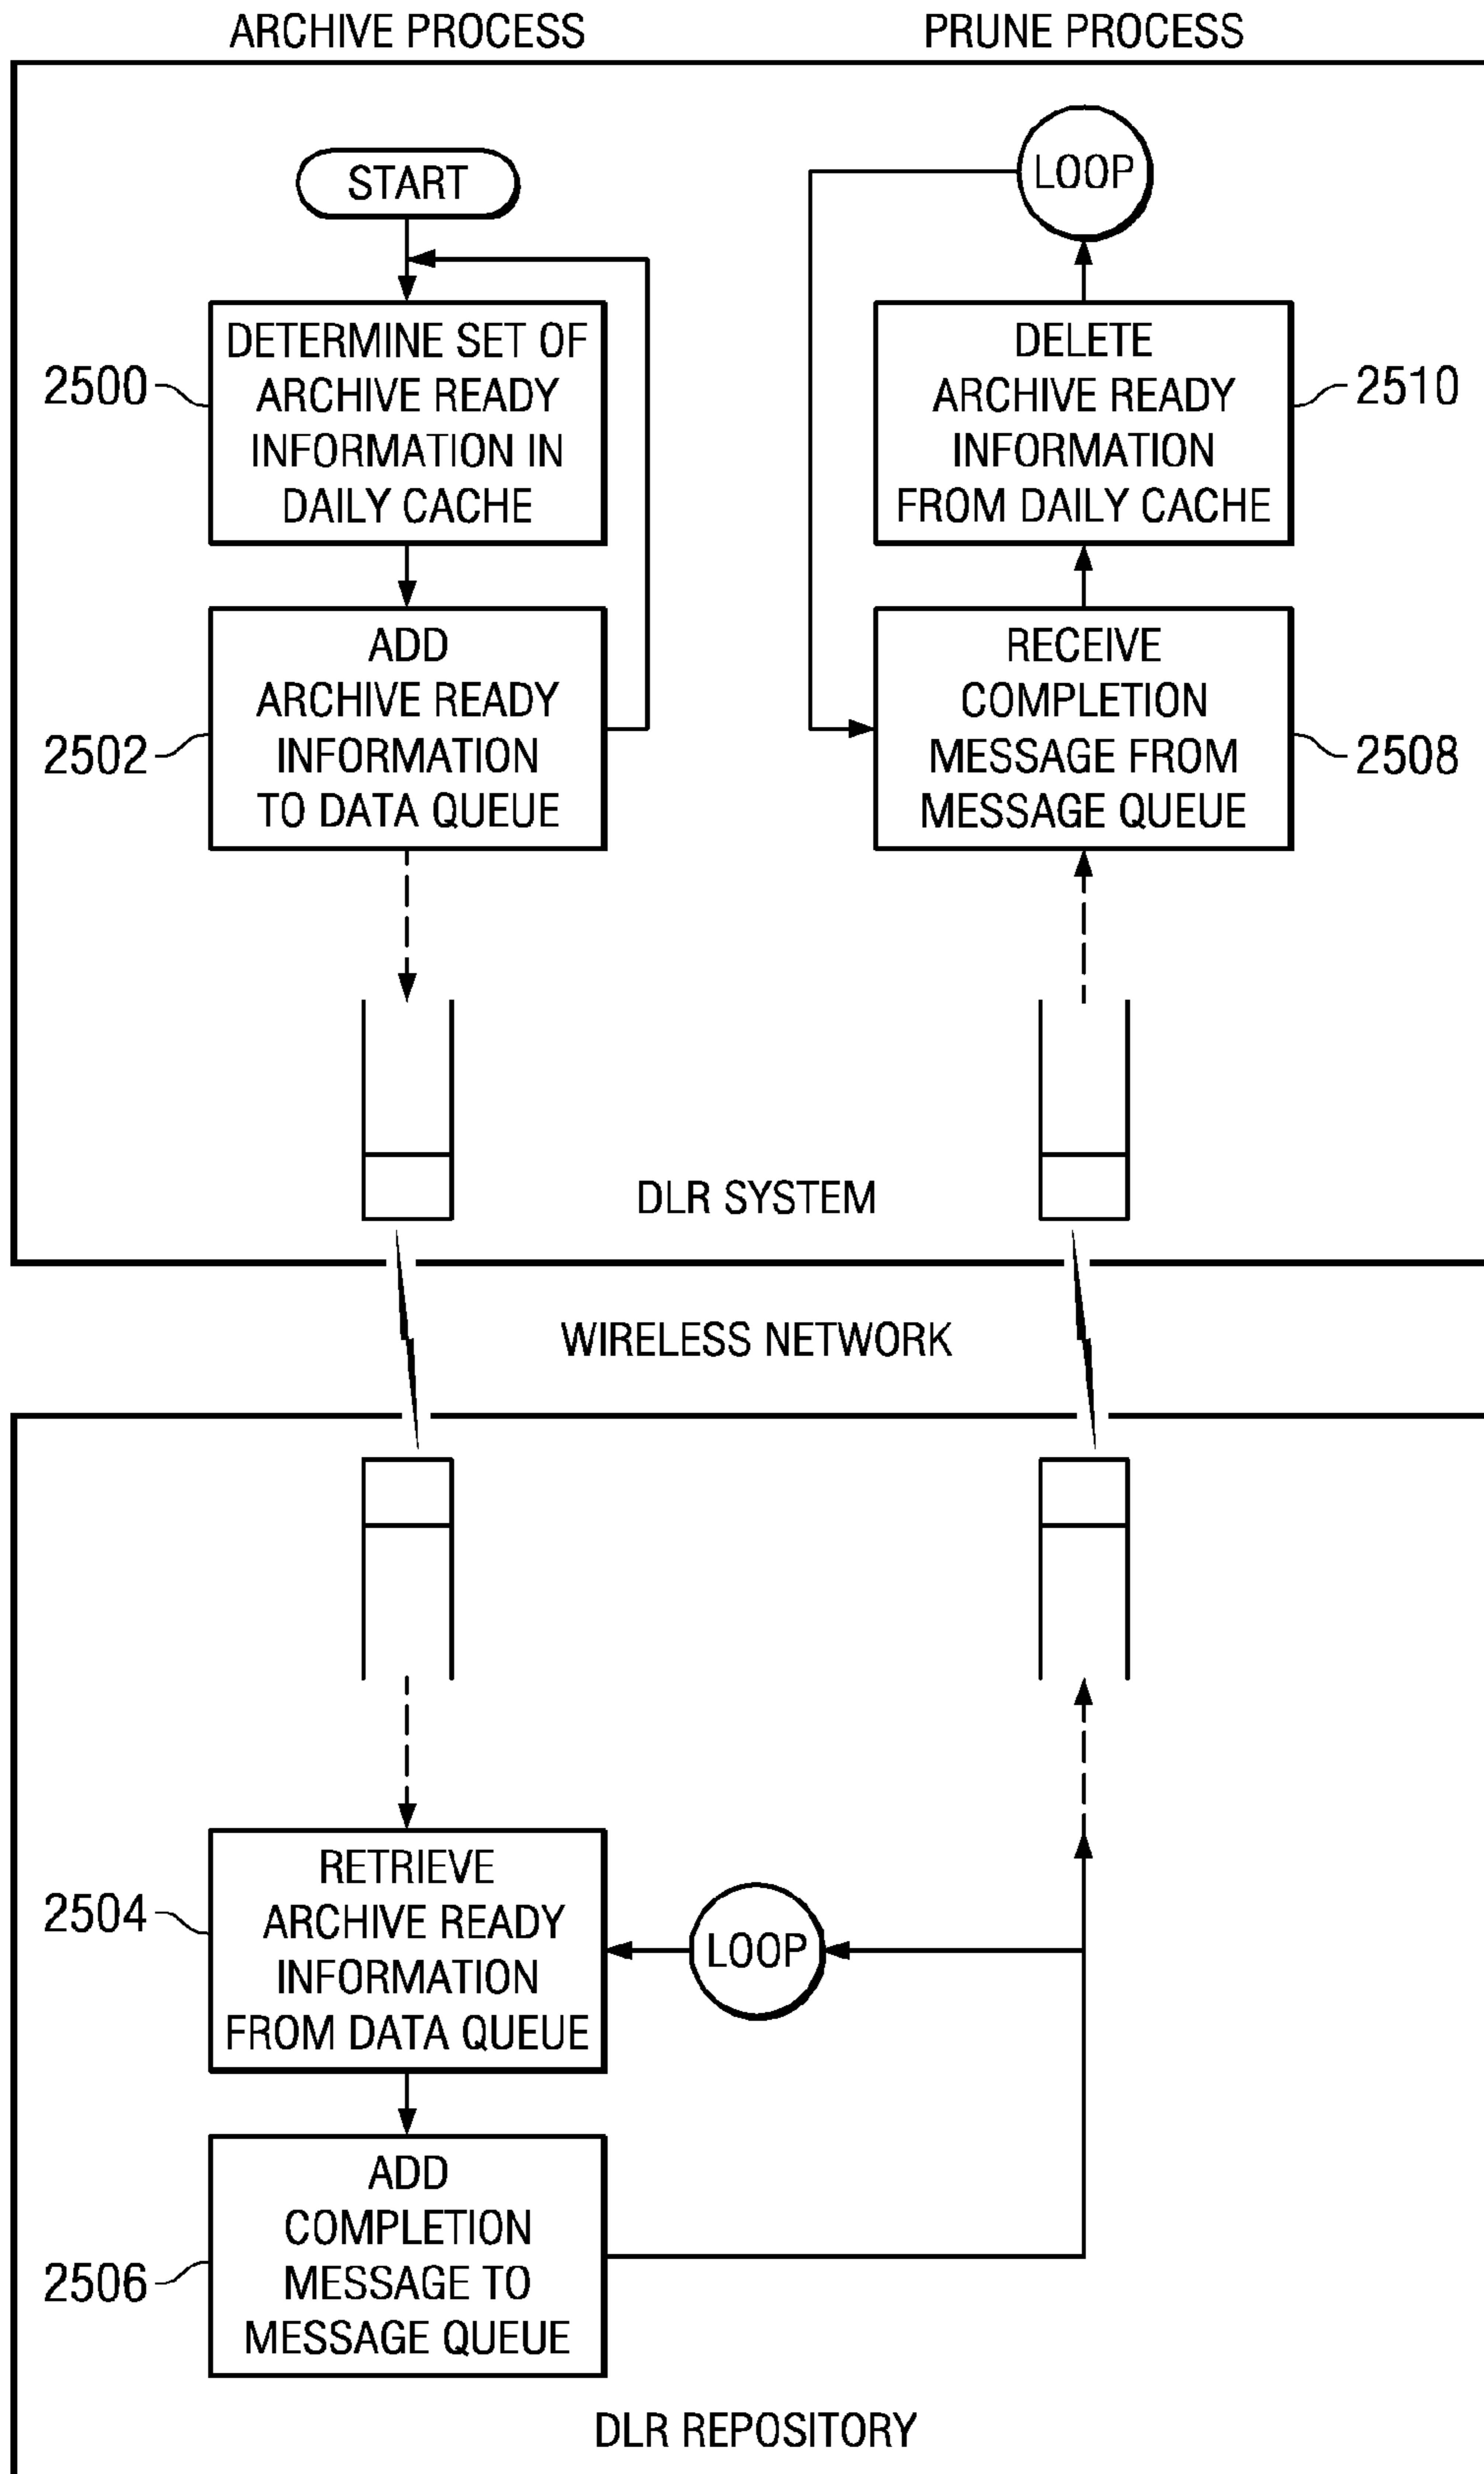 ARCHIVE PROCESS
PRUNE PROCESS
START
LOOP
2500
DETERMINE SET OF
ARCHIVE READY
INFORMATION IN
DAILY CACHE
DELETE
ARCHIVE READY
INFORMATION
FROM DAILY CACHE
2510
2502
ADD
ARCHIVE READY
INFORMATION
TO DATA QUEUE
RECEIVE
COMPLETION
MESSAGE FROM
MESSAGE QUEUE
2508
DLR SYSTEM
WIRELESS NETWORK
2504
RETRIEVE
ARCHIVE READY
INFORMATION
FROM DATA QUEUE
LOOP
2506
ADD
COMPLETION
MESSAGE TO
MESSAGE QUEUE
DLR REPOSITORY